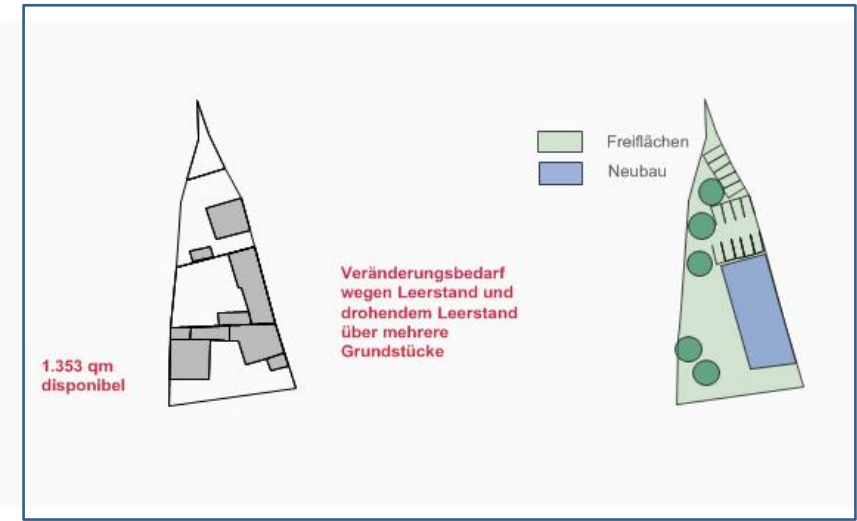 Freiflächen
Neubau
Veränderungsbedarf
wegen Leerstand und
drohendem Leerstand
über mehrere
Grundstücke
1.353 qm
disponibel